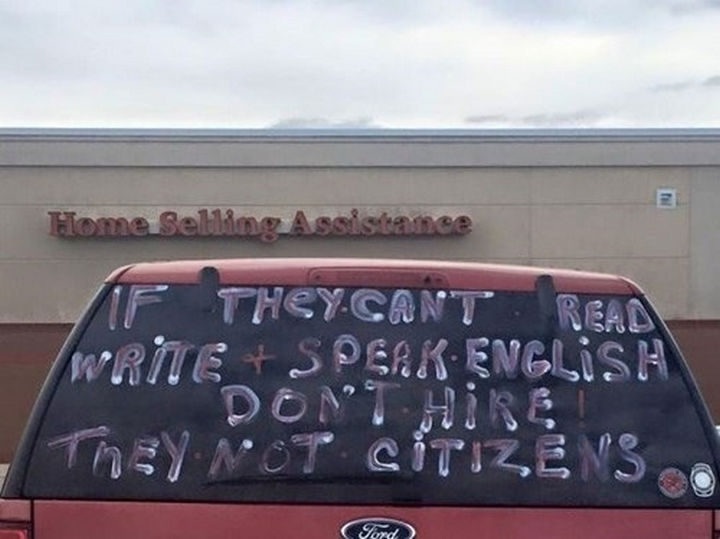 Home Selling Assistance
IF THEY CANT READ
WRITE + SPEAK ENGLISH
DON'T HIRE!
THEY NOT CITIZENS
Ford